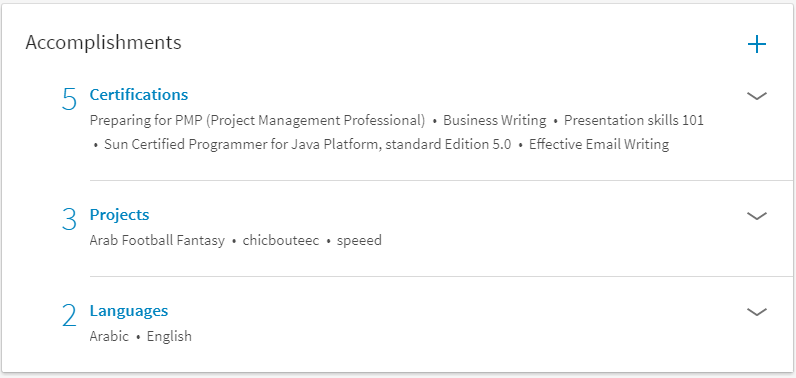 Accomplishments
5 Certifications
Preparing for PMP (Project Management Professional) • Business Writing • Presentation skills 101
• Sun Certified Programmer for Java Platform, standard Edition 5.0 • Effective Email Writing
3 Projects
Arab Football Fantasy • chicbouteec • speeed
2 Languages
Arabic • English